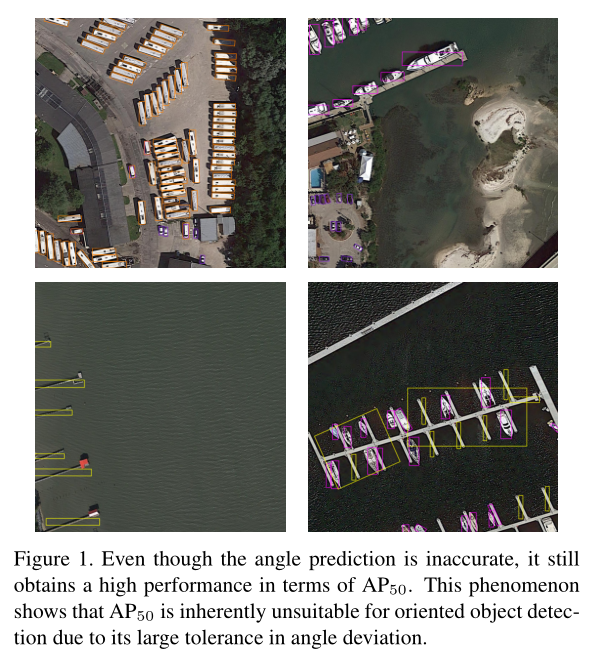 Figure 1. Even though the angle prediction is inaccurate, it still
obtains a high performance in terms of AP₅₀. This phenomenon
shows that AP₅₀ is inherently unsuitable for oriented object detec-
tion due to its large tolerance in angle deviation.